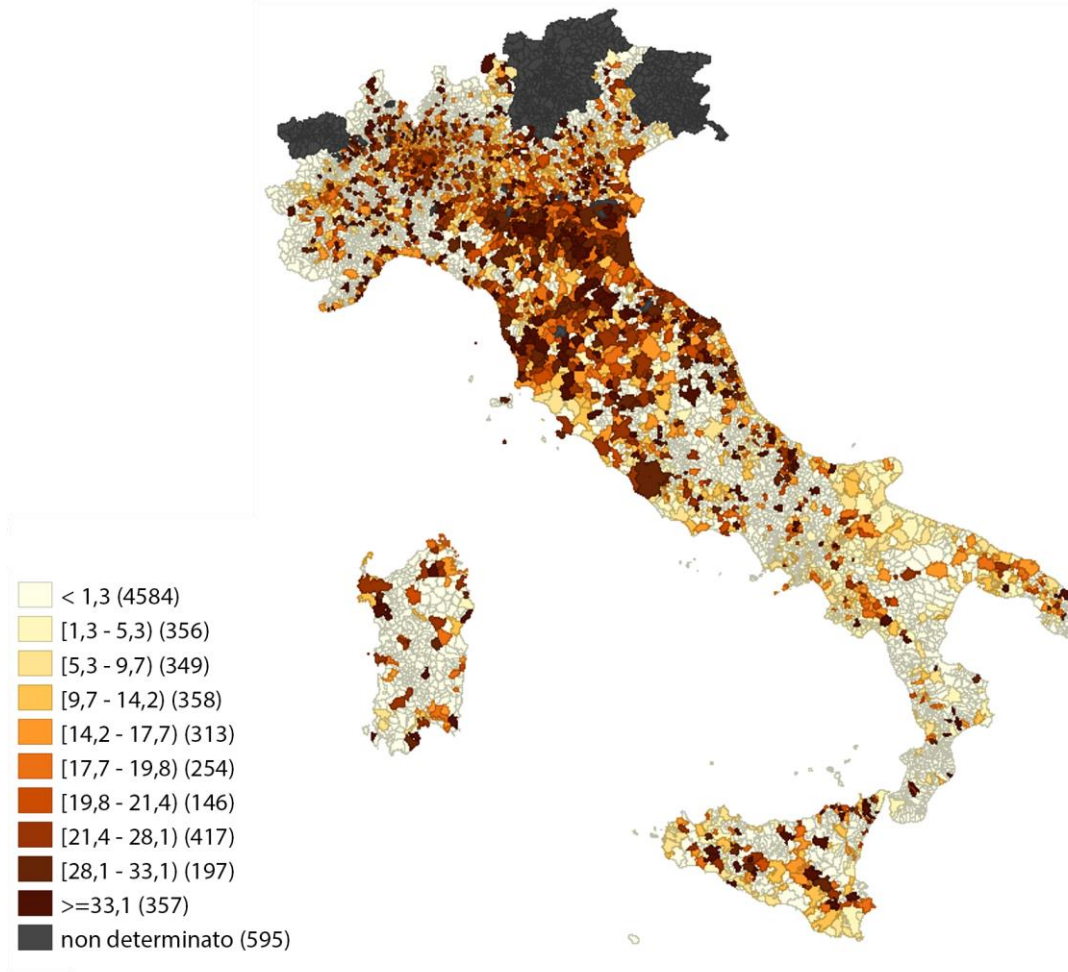 < 1,3 (4584)
[1,3 - 5,3) (356)
[5,3 - 9,7) (349)
[9,7 - 14,2) (358)
[14,2 - 17,7) (313)
[17,7 - 19,8) (254)
[19,8 - 21,4) (146)
[21,4 - 28,1) (417)
[28,1 - 33,1) (197)
>=33,1 (357)
non determinato (595)